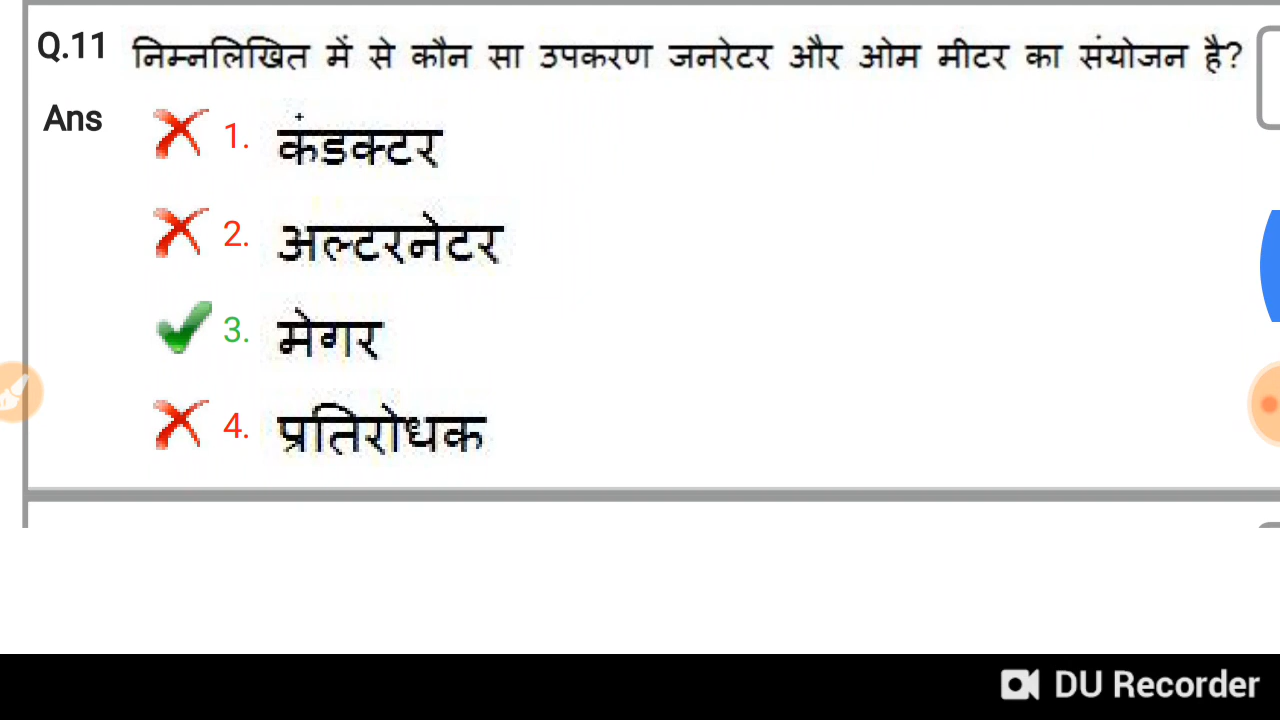 Q.11 निम्नलिखित में से कौन सा उपकरण जनरेटर और ओम मीटर का संयोजन है?
Ans 1. कंडक्टर
2. अल्टरनेटर
3. मेगर
4. प्रतिरोधक
DU Recorder